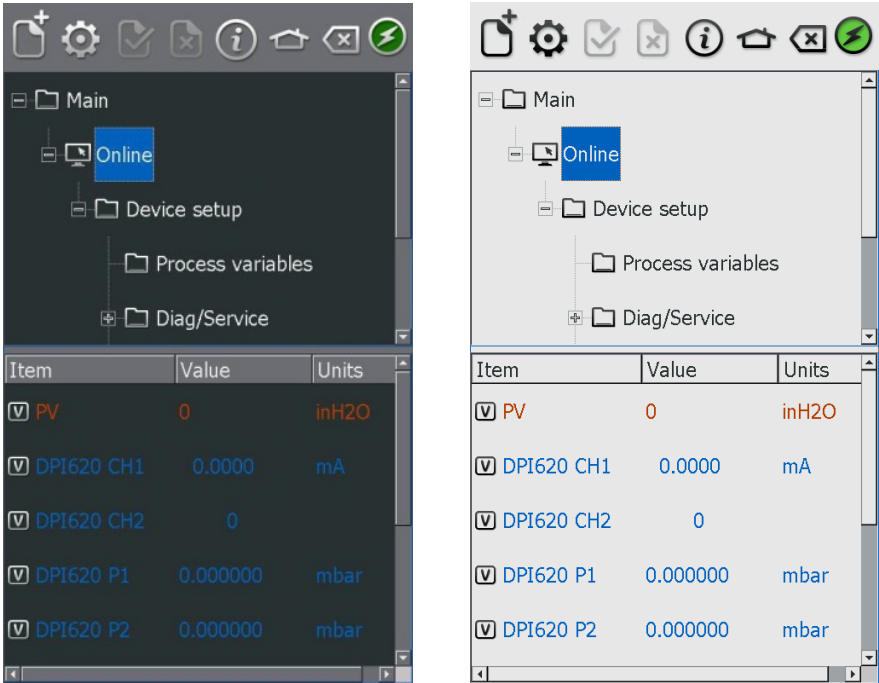 Main
Online
Device setup
Process variables
Diag/Service
Item Value Units
V PV 0 inH2O
V DPI620 CH1 0.0000 mA
V DPI620 CH2 0
V DPI620 P1 0.000000 mbar
V DPI620 P2 0.000000 mbar
Main
Online
Device setup
Process variables
Diag/Service
Item Value Units
V PV 0 inH2O
V DPI620 CH1 0.0000 mA
V DPI620 CH2 0
V DPI620 P1 0.000000 mbar
V DPI620 P2 0.000000 mbar